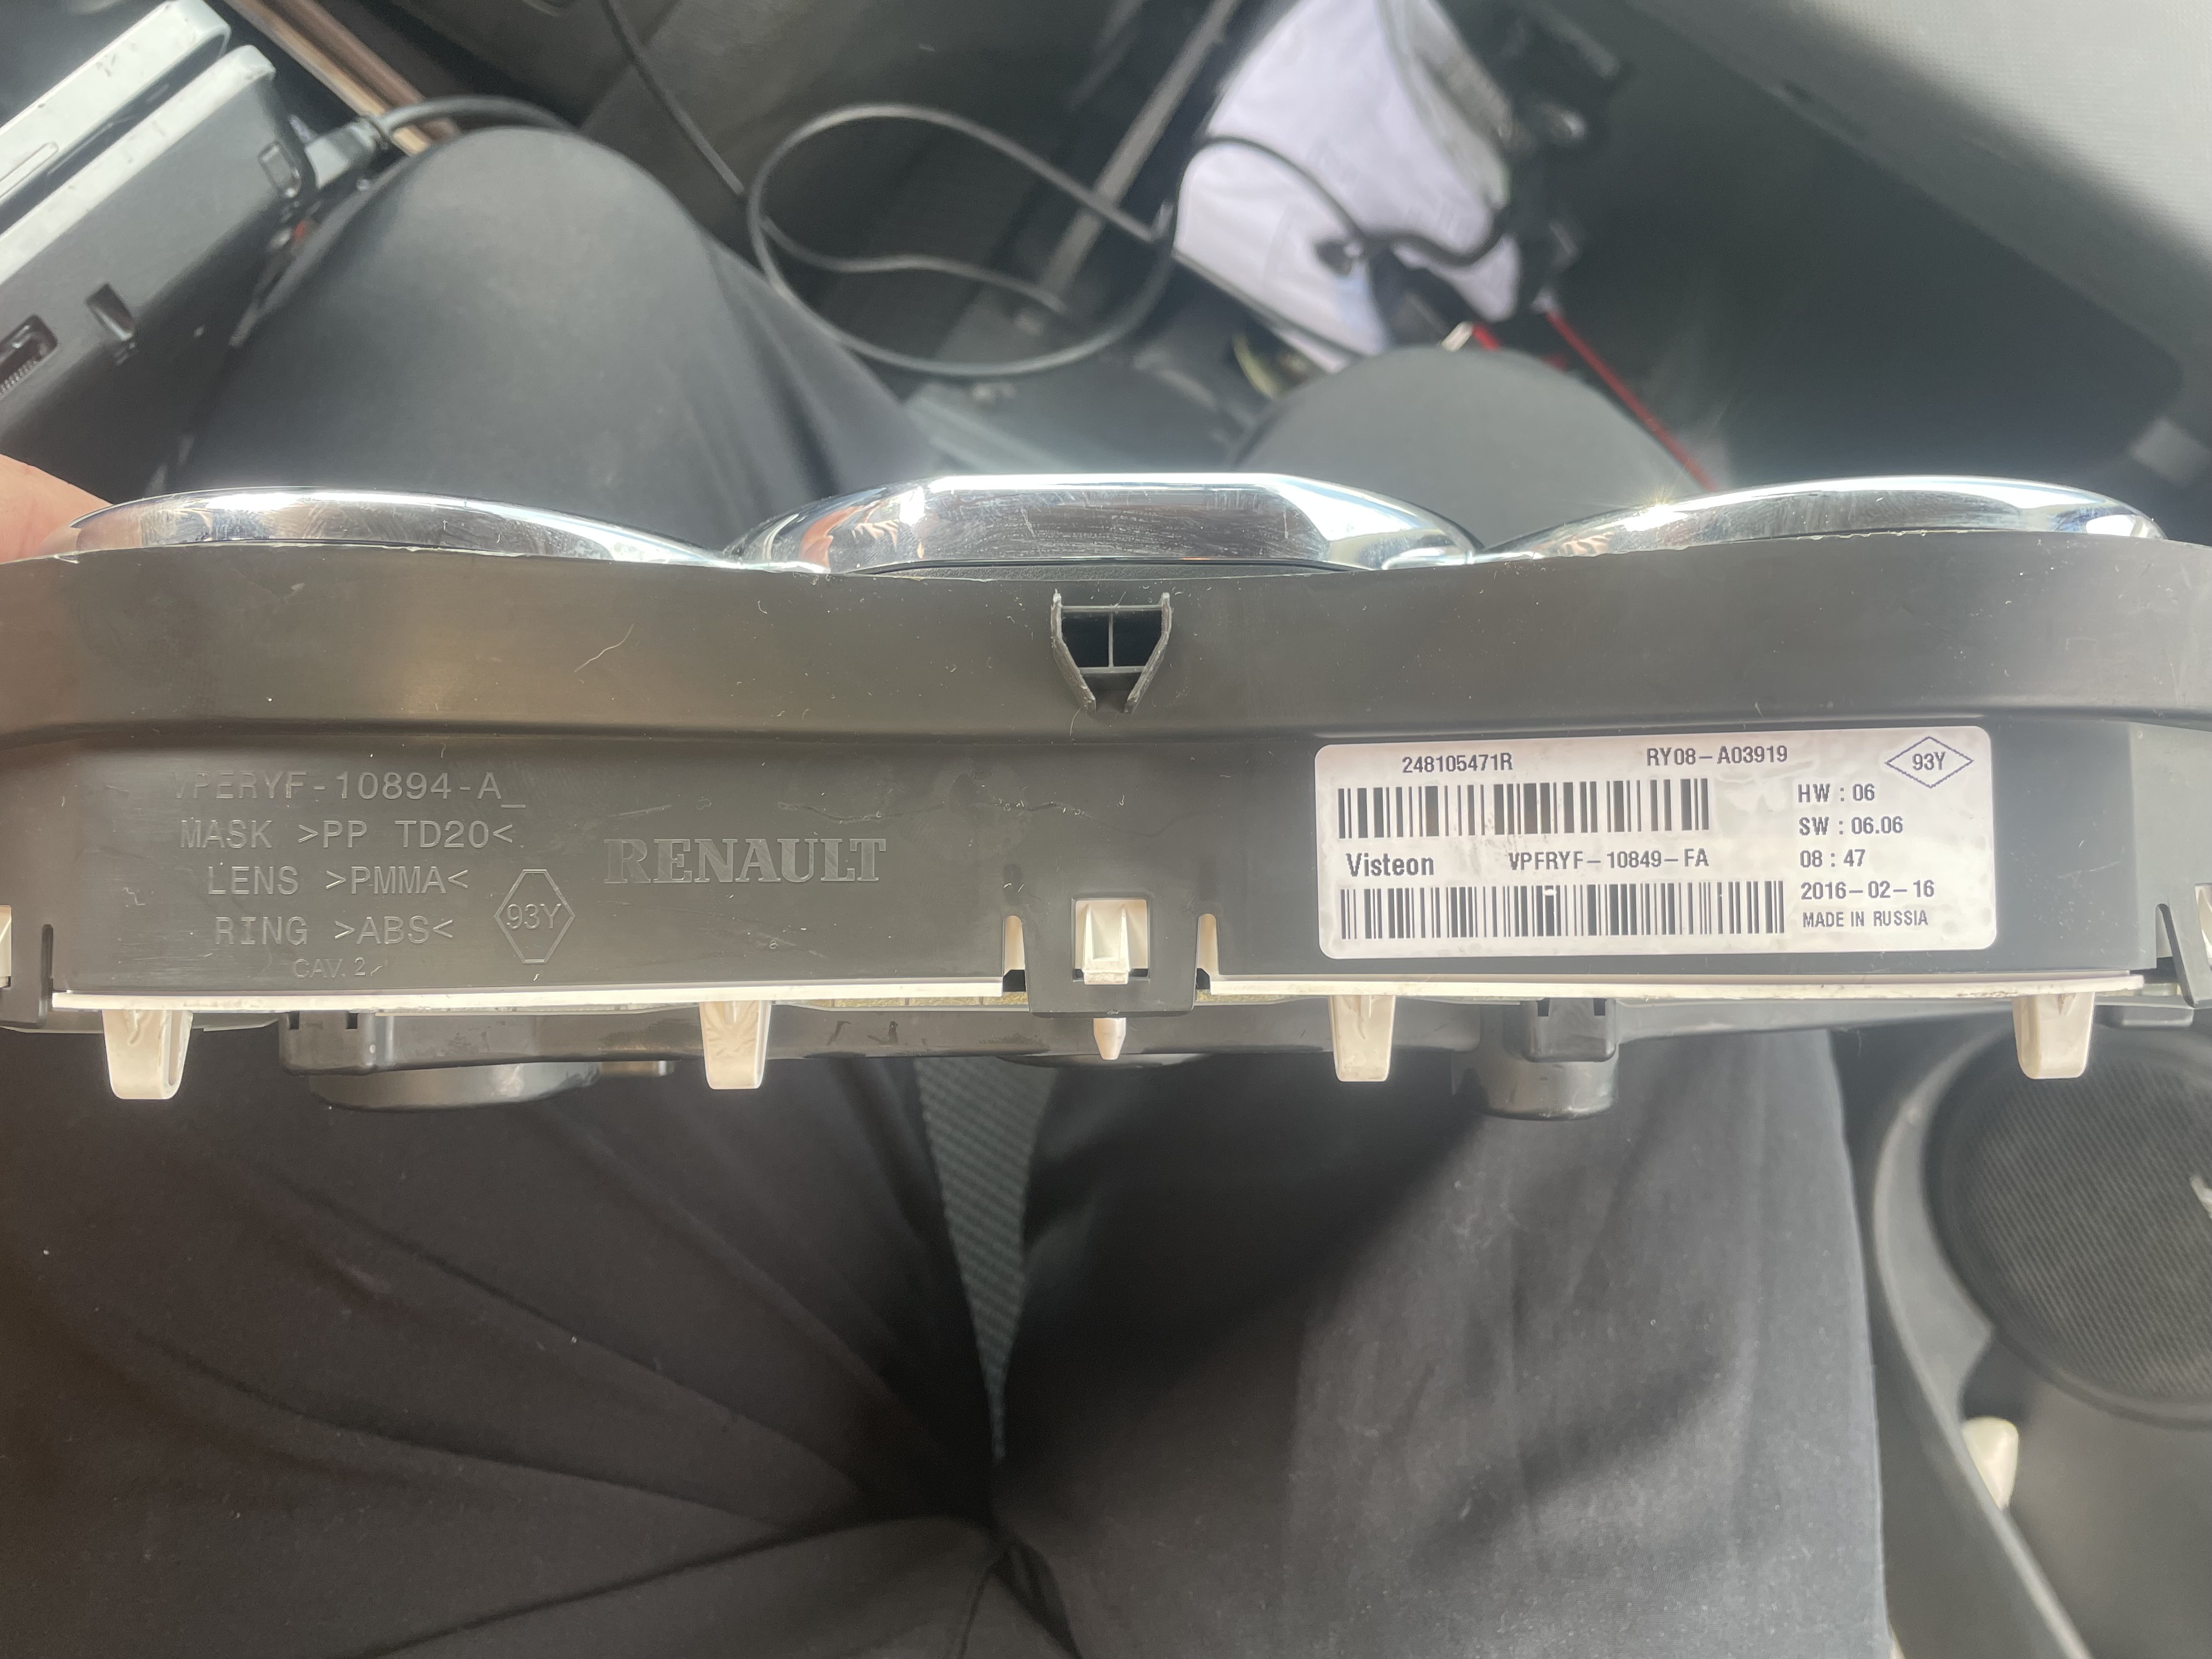 VPFRYF-10894-A_
MASK >PP TD20<
LENS >PMMA<
RING >ABS<
CAV. 2
93Y
RENAULT
248105471R RY08-A03919
93Y
HW : 06
SW : 06.06
Visteon VPFRYF-10849-FA
08 : 47
2016-02-16
MADE IN RUSSIA